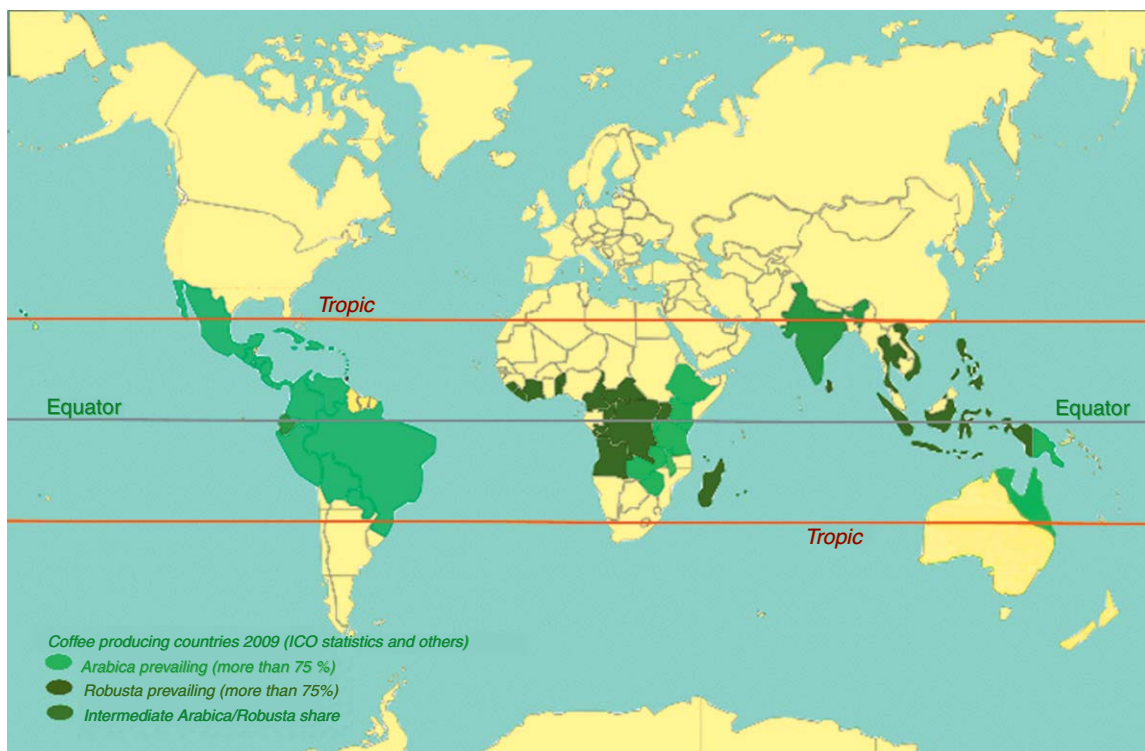 Tropic
Equator
Equator
Tropic
Coffee producing countries 2009 (ICO statistics and others)
Arabica prevailing (more than 75 %)
Robusta prevailing (more than 75%)
Intermediate Arabica/Robusta share